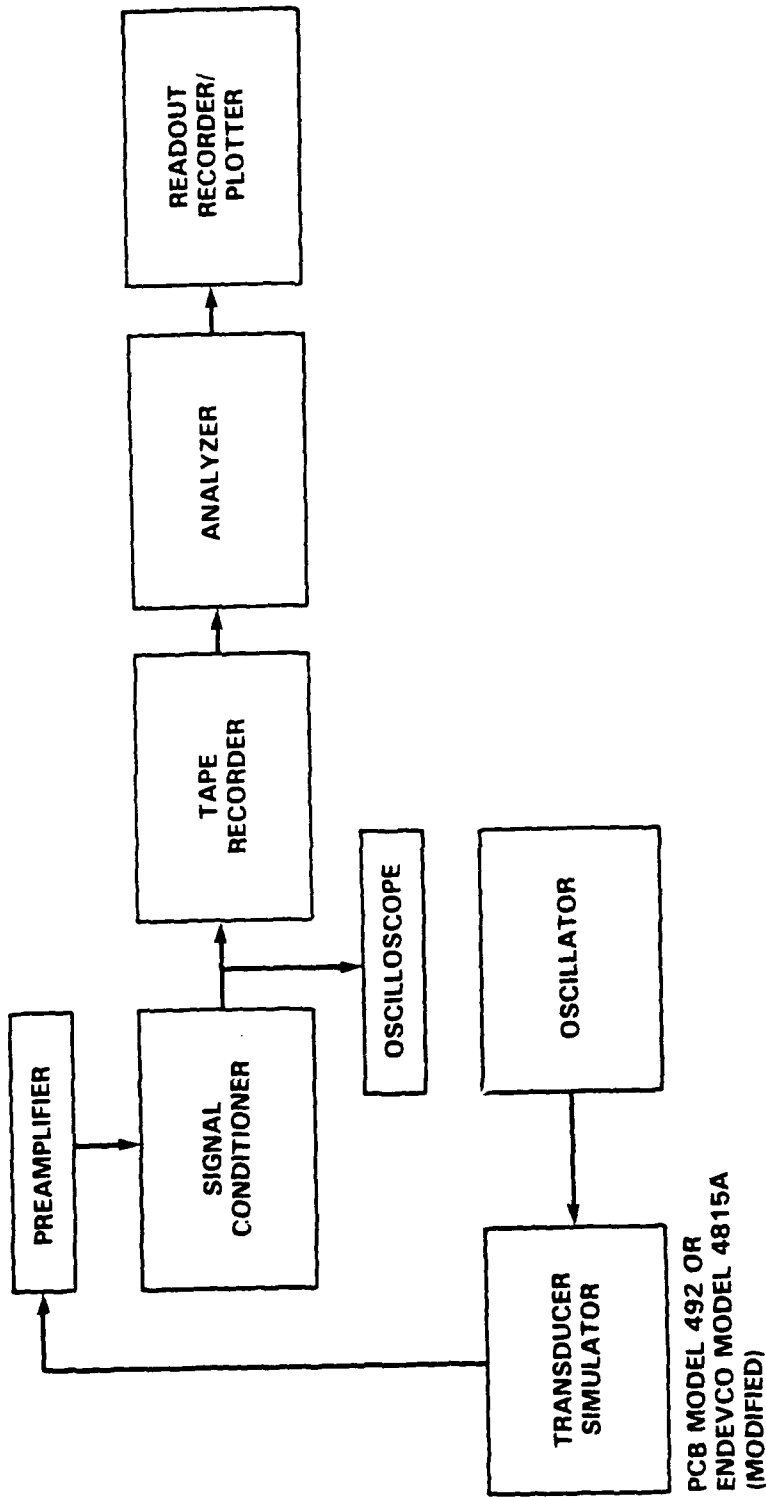 PREAMPLIFIER
SIGNAL
CONDITIONER
TAPE
RECORDER
ANALYZER
READOUT
RECORDER/
PLOTTER
OSCILLOSCOPE
TRANSDUCER
SIMULATOR
OSCILLATOR
PCB MODEL 492 OR
ENDEVCO MODEL 4815A
(MODIFIED)